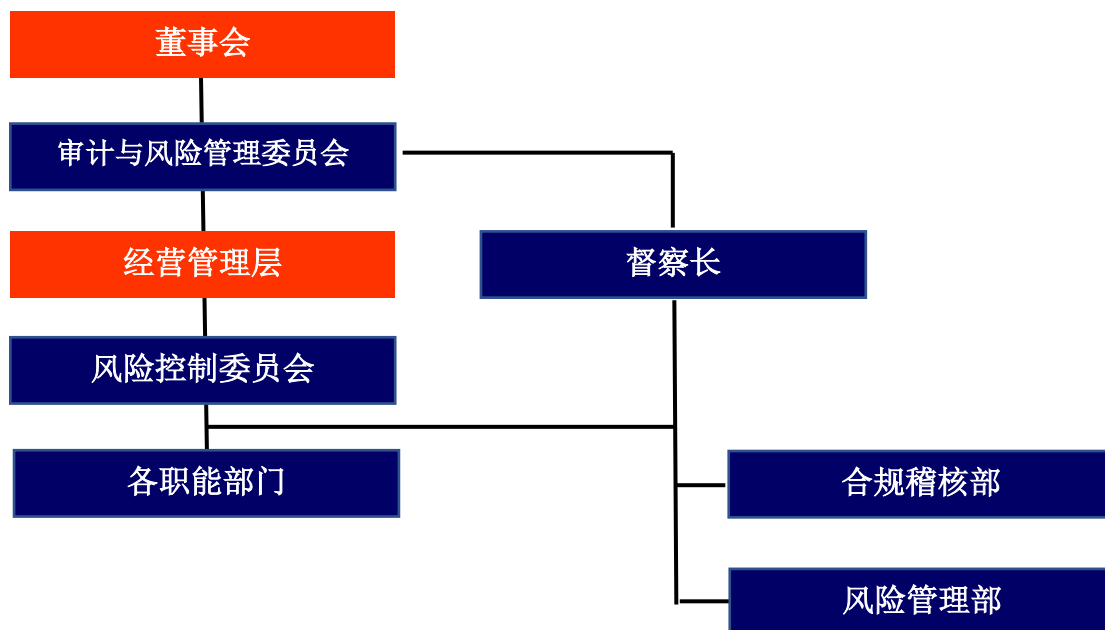 董事会
审计与风险管理委员会
经营管理层
督察长
风险控制委员会
各职能部门
合规稽核部
风险管理部